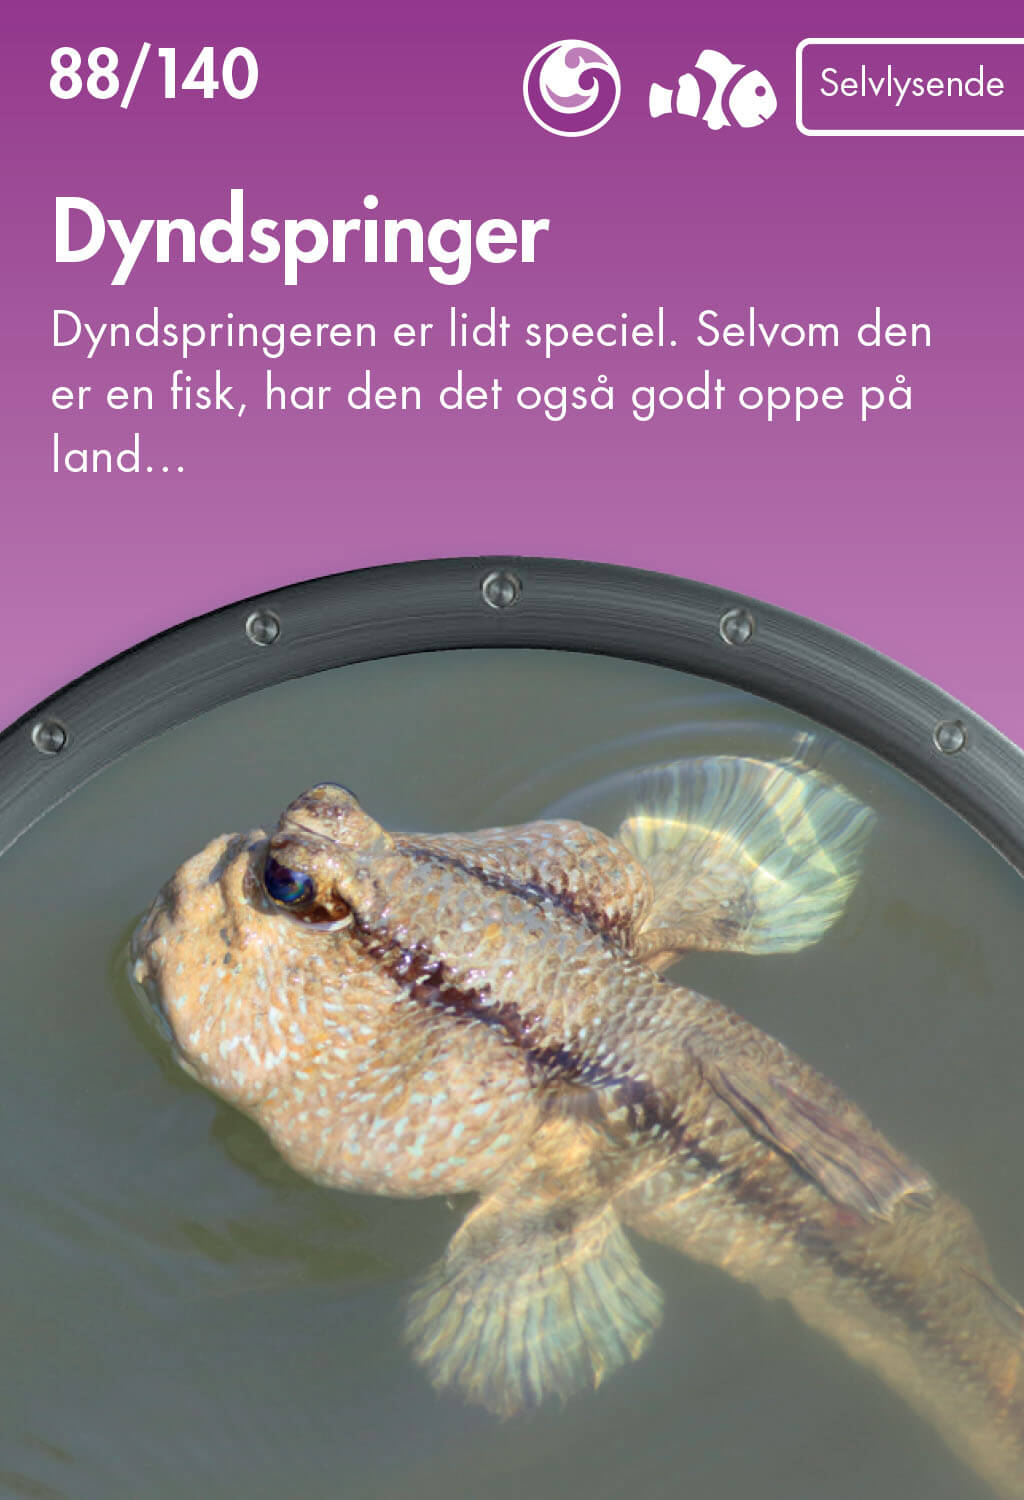 88/140
Selvlysende
Dyndspringer
Dyndspringeren er lidt speciel. Selvom den
er en fisk, har den det også godt oppe på
land...